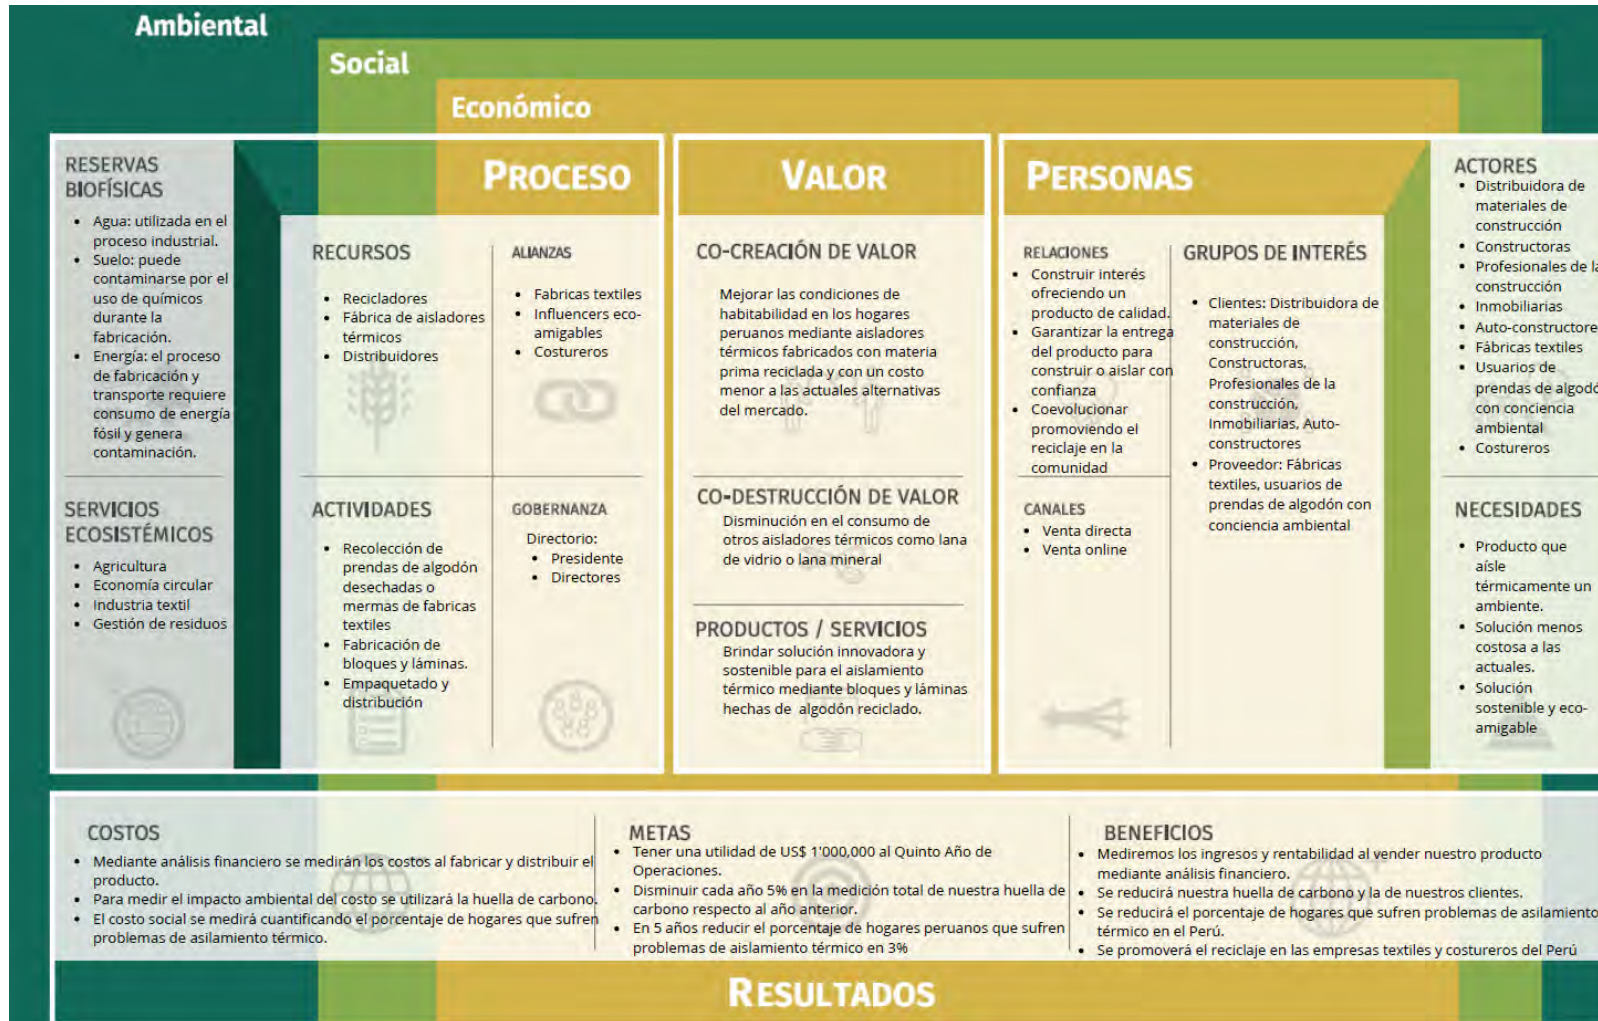 Ambiental
Social
Económico
RESERVAS
BIOFÍSICAS
• Agua: utilizada en el
proceso industrial.
• Suelo: puede
contaminarse por el
uso de químicos
durante la
fabricación.
• Energía: el proceso
de fabricación y
transporte requiere
consumo de energía
fósil y genera
contaminación.
SERVICIOS
ECOSISTÉMICOS
• Agricultura
• Economía circular
• Industria textil
• Gestión de residuos
PROCESO
RECURSOS
• Recicladores
• Fábrica de aisladores
térmicos
• Distribuidores
ALIANZAS
• Fabricas textiles
• Influencers eco-
amigables
• Costureros
ACTIVIDADES
• Recolección de
prendas de algodón
desechadas o
mermas de fabricas
textiles
• Fabricación de
bloques y láminas.
• Empaquetado y
distribución
GOBERNANZA
Directorio:
• Presidente
• Directores
VALOR
CO-CREACIÓN DE VALOR
Mejorar las condiciones de
habitabilidad en los hogares
peruanos mediante aisladores
térmicos fabricados con materia
prima reciclada y con un costo
menor a las actuales alternativas
del mercado.
CO-DESTRUCCIÓN DE VALOR
Disminución en el consumo de
otros aisladores térmicos como lana
de vidrio o lana mineral
PRODUCTOS / SERVICIOS
Brindar solución innovadora y
sostenible para el aislamiento
térmico mediante bloques y láminas
hechas de algodón reciclado.
PERSONAS
RELACIONES
• Construir interés
ofreciendo un
producto de calidad.
• Garantizar la entrega
del producto para
construir o aislar con
confianza
• Coevolucionar
promoviendo el
reciclaje en la
comunidad
CANALES
• Venta directa
• Venta online
GRUPOS DE INTERÉS
• Clientes: Distribuidora de
materiales de
construcción,
Constructoras,
Profesionales de la
construcción,
Inmobiliarias, Auto-
constructores
• Proveedor: Fábricas
textiles, usuarios de
prendas de algodón con
conciencia ambiental
ACTORES
• Distribuidora de
materiales de
construcción
• Constructoras
• Profesionales de la
construcción
• Inmobiliarias
• Auto-constructore
• Fábricas textiles
• Usuarios de
prendas de algodó
con conciencia
ambiental
• Costureros
NECESIDADES
• Producto que
aísle
térmicamente un
ambiente.
• Solución menos
costosa a las
actuales.
• Solución
sostenible y eco-
amigable
COSTOS
• Mediante análisis financiero se medirán los costos al fabricar y distribuir el
producto.
• Para medir el impacto ambiental del costo se utilizará la huella de carbono.
• El costo social se medirá cuantificando el porcentaje de hogares que sufren
problemas de asilamiento térmico.
METAS
• Tener una utilidad de US$ 1'000,000 al Quinto Año de
Operaciones.
• Disminuir cada año 5% en la medición total de nuestra huella de
carbono respecto al año anterior.
• En 5 años reducir el porcentaje de hogares peruanos que sufren
problemas de aislamiento térmico en 3%
BENEFICIOS
• Mediremos los ingresos y rentabilidad al vender nuestro producto
mediante análisis financiero.
• Se reducirá nuestra huella de carbono y la de nuestros clientes.
• Se reducirá el porcentaje de hogares que sufren problemas de asilamiento
térmico en el Perú.
• Se promoverá el reciclaje en las empresas textiles y costureros del Perú
RESULTADOS